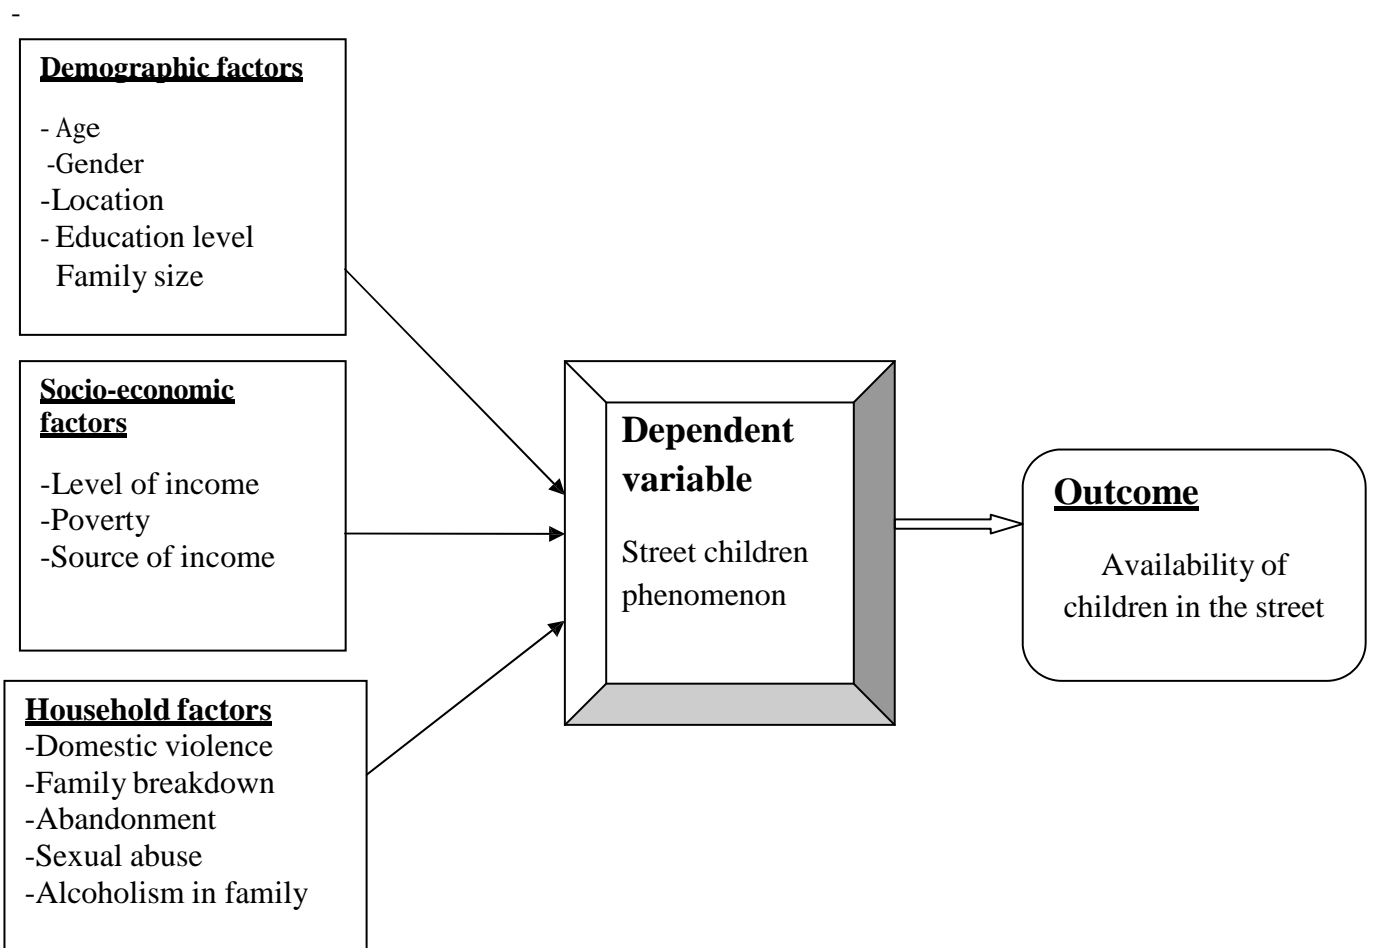 -
Demographic factors
- Age
-Gender
-Location
- Education level
Family size
Socio-economic
factors
-Level of income
-Poverty
-Source of income
Household factors
-Domestic violence
-Family breakdown
-Abandonment
-Sexual abuse
-Alcoholism in family
Dependent
variable
Street children
phenomenon
Outcome
Availability of
children in the street